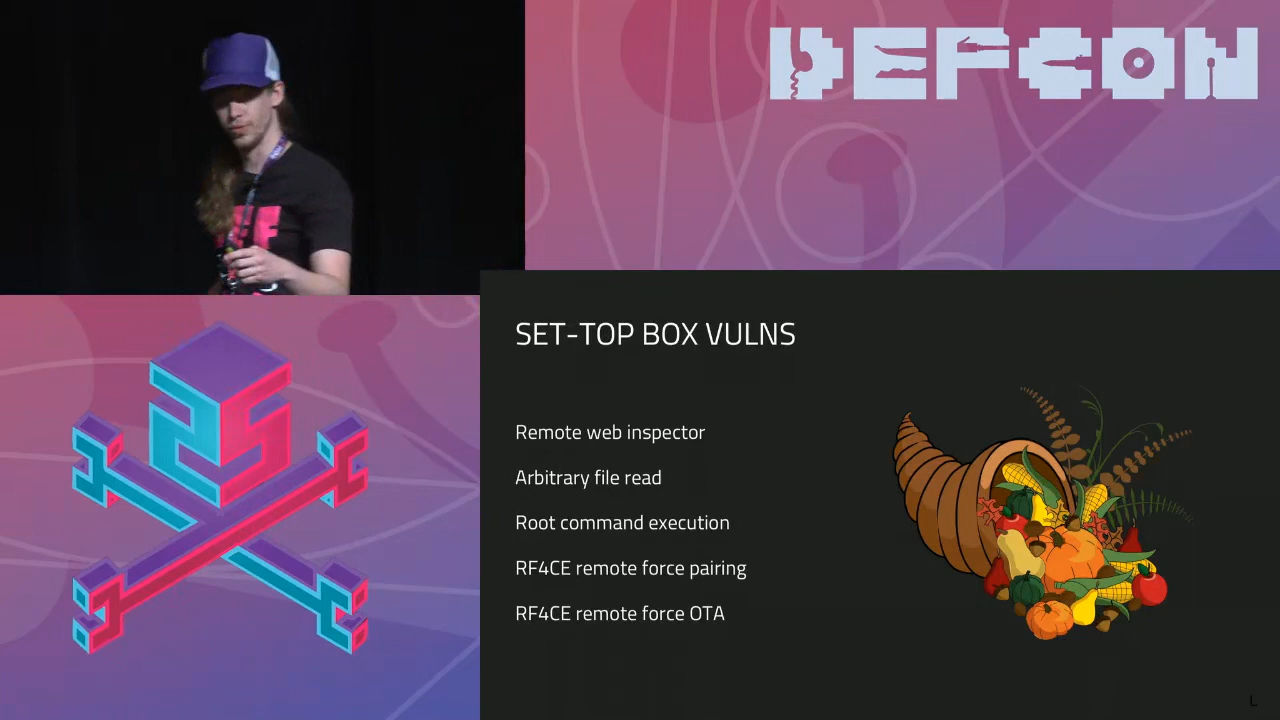 DEFCON
SET-TOP BOX VULNS
Remote web inspector
Arbitrary file read
Root command execution
RF4CE remote force pairing
RF4CE remote force OTA
25
L